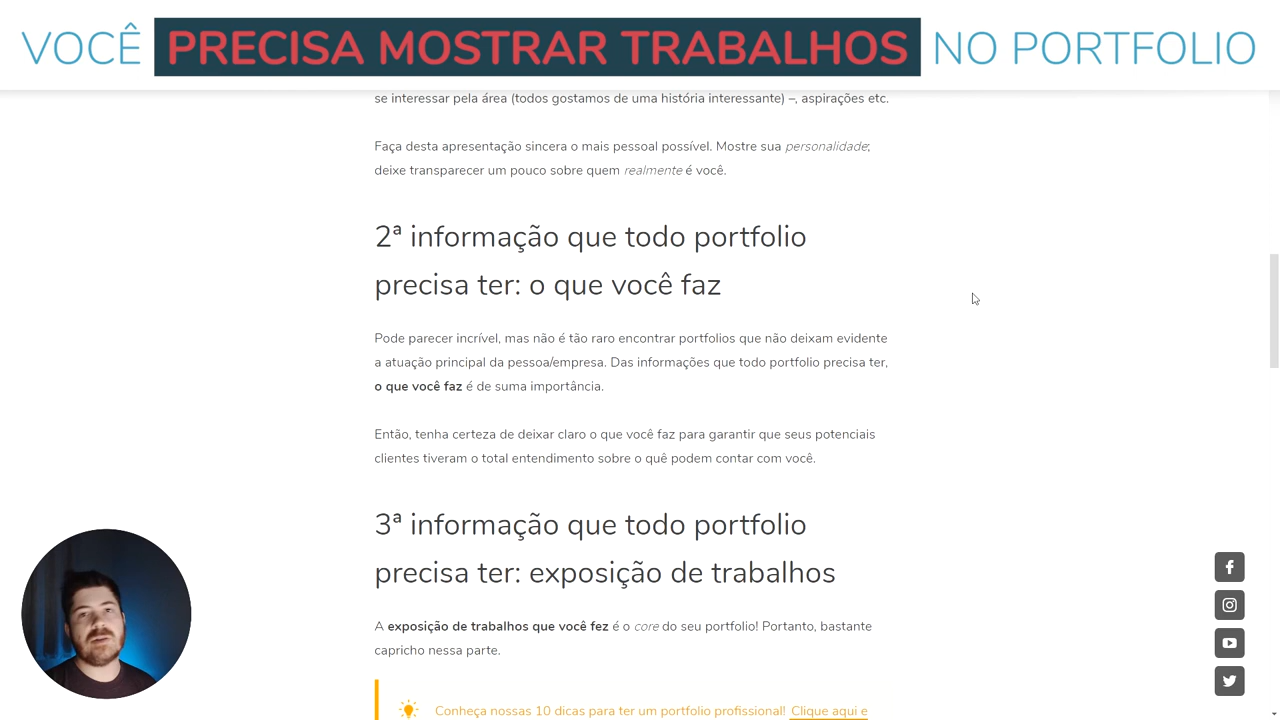 VOCÊ PRECISA MOSTRAR TRABALHOS NO PORTFOLIO
se interessar pela área (todos gostamos de uma história interessante) –, aspirações etc.
Faça desta apresentação sincera o mais pessoal possível. Mostre sua personalidade;
deixe transparecer um pouco sobre quem realmente é você.
2ª informação que todo portfolio
precisa ter: o que você faz
Pode parecer incrível, mas não é tão raro encontrar portfolios que não deixam evidente
a atuação principal da pessoa/empresa. Das informações que todo portfolio precisa ter,
o que você faz é de suma importância.
Então, tenha certeza de deixar claro o que você faz para garantir que seus potenciais
clientes tiveram o total entendimento sobre o quê podem contar com você.
3ª informação que todo portfolio
precisa ter: exposição de trabalhos
A exposição de trabalhos que você fez é o core do seu portfolio! Portanto, bastante
capricho nessa parte.
Conheça nossas 10 dicas para ter um portfolio profissional! Clique aqui e